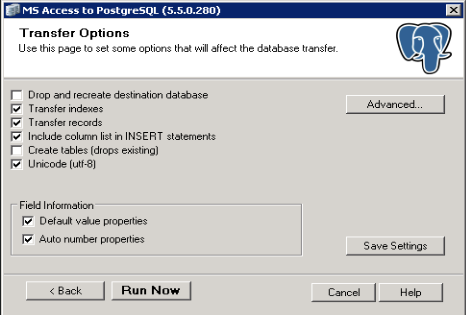 MS Access to PostgreSQL (5.5.0.280)
Transfer Options
Use this page to set some options that will affect the database transfer.
Drop and recreate destination database
Advanced...
Transfer indexes
Transfer records
Include column list in INSERT statements
Create tables (drops existing)
Unicode (utf-8)
Field Information
Default value properties
Auto number properties
Save Settings
< Back
Run Now
Cancel
Help